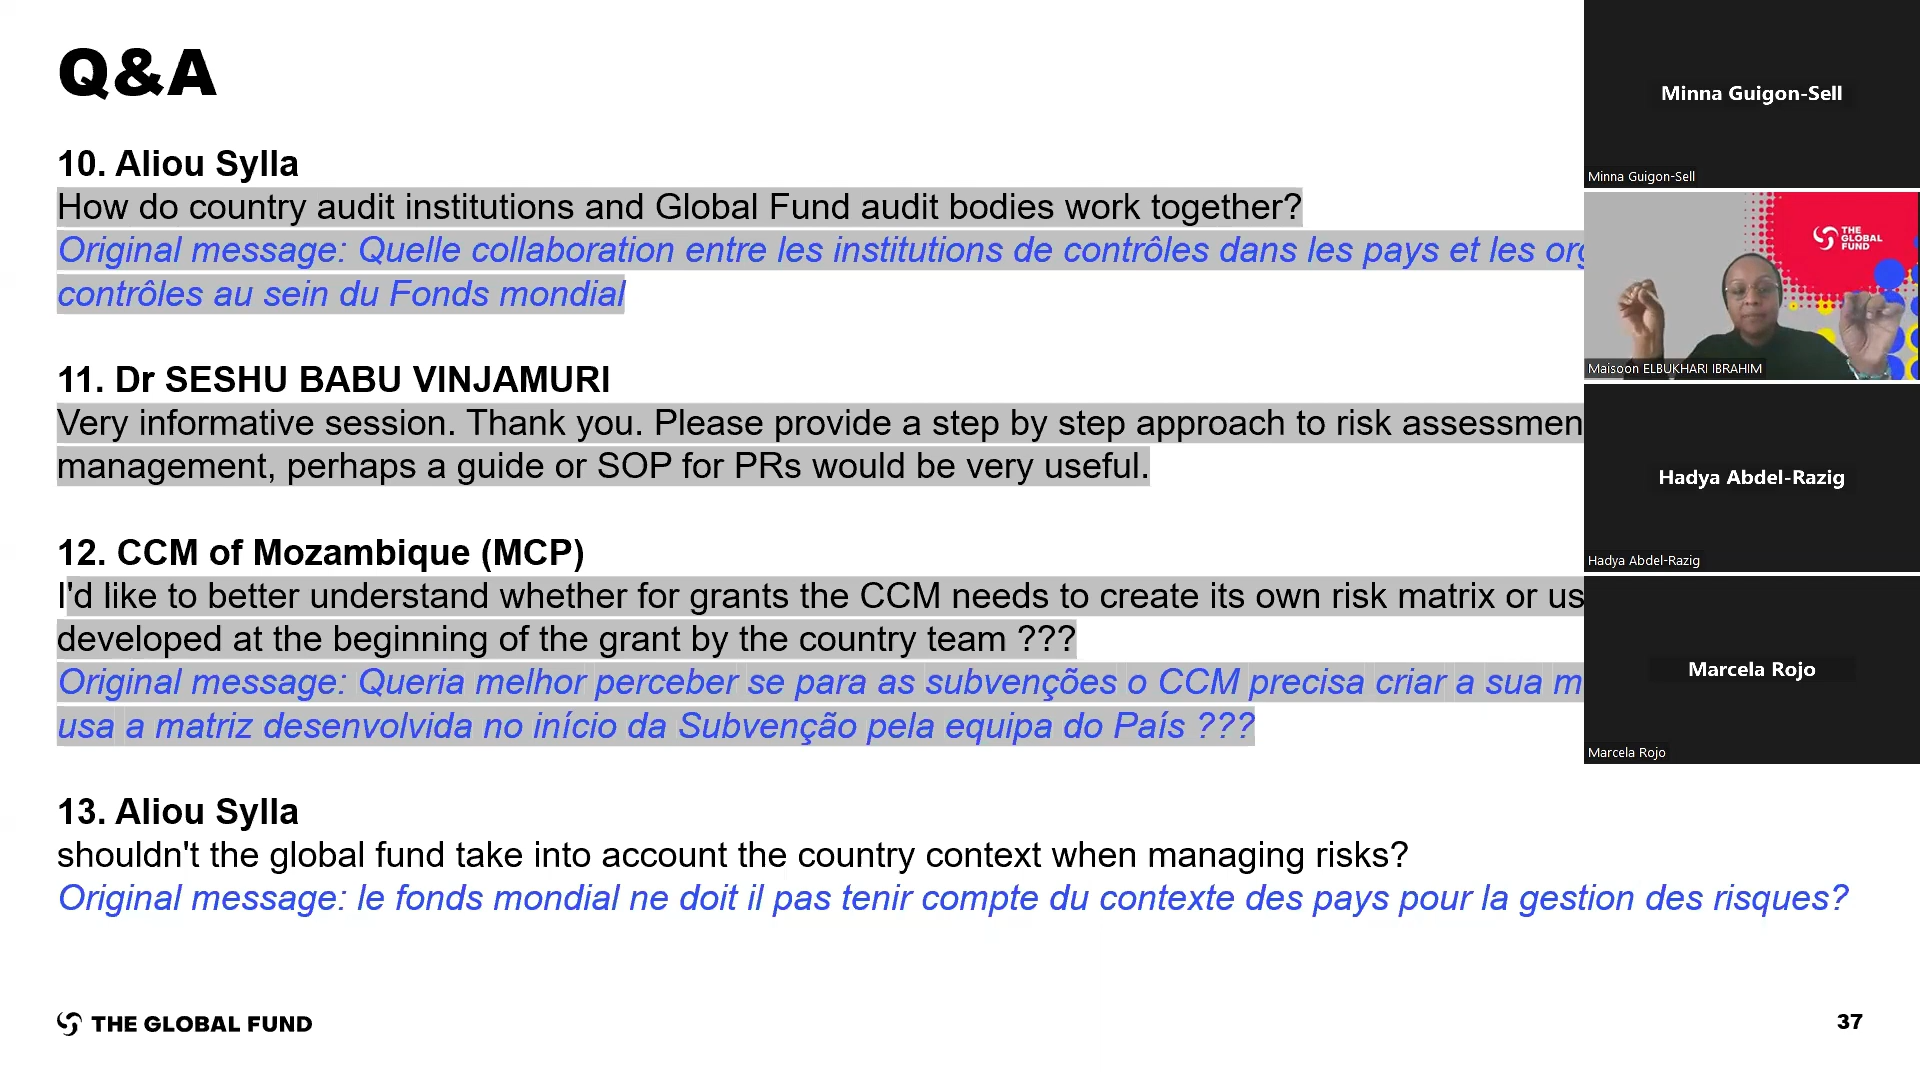 Q&A
10. Aliou Sylla
How do country audit institutions and Global Fund audit bodies work together?
Original message: Quelle collaboration entre les institutions de contrôles dans les pays et les
contrôles au sein du Fonds mondial
11. Dr SESHU BABU VINJAMURI
Very informative session. Thank you. Please provide a step by step approach to risk
management, perhaps a guide or SOP for PRs would be very useful.
12. CCM of Mozambique (MCP)
I'd like to better understand whether for grants the CCM needs to create its own risk matrix or
developed at the beginning of the grant by the country team ???
Original message: Queria melhor perceber se para as subvenções o CCM precisa criar a sua
usa a matriz desenvolvida no início da Subvenção pela equipa do País ???
13. Aliou Sylla
shouldn't the global fund take into account the country context when managing risks?
Original message: le fonds mondial ne doit il pas tenir compte du contexte des pays pour la gestion des risques?
THE GLOBAL FUND
37
Minna Guigon-Sell
Minna Guigon-Sell
THE
GLOBAL
FUND
Maisoon ELBUKHARI IBRAHIM
Hadya Abdel-Razig
Hadya Abdel-Razig
Marcela Rojo
Marcela Rojo